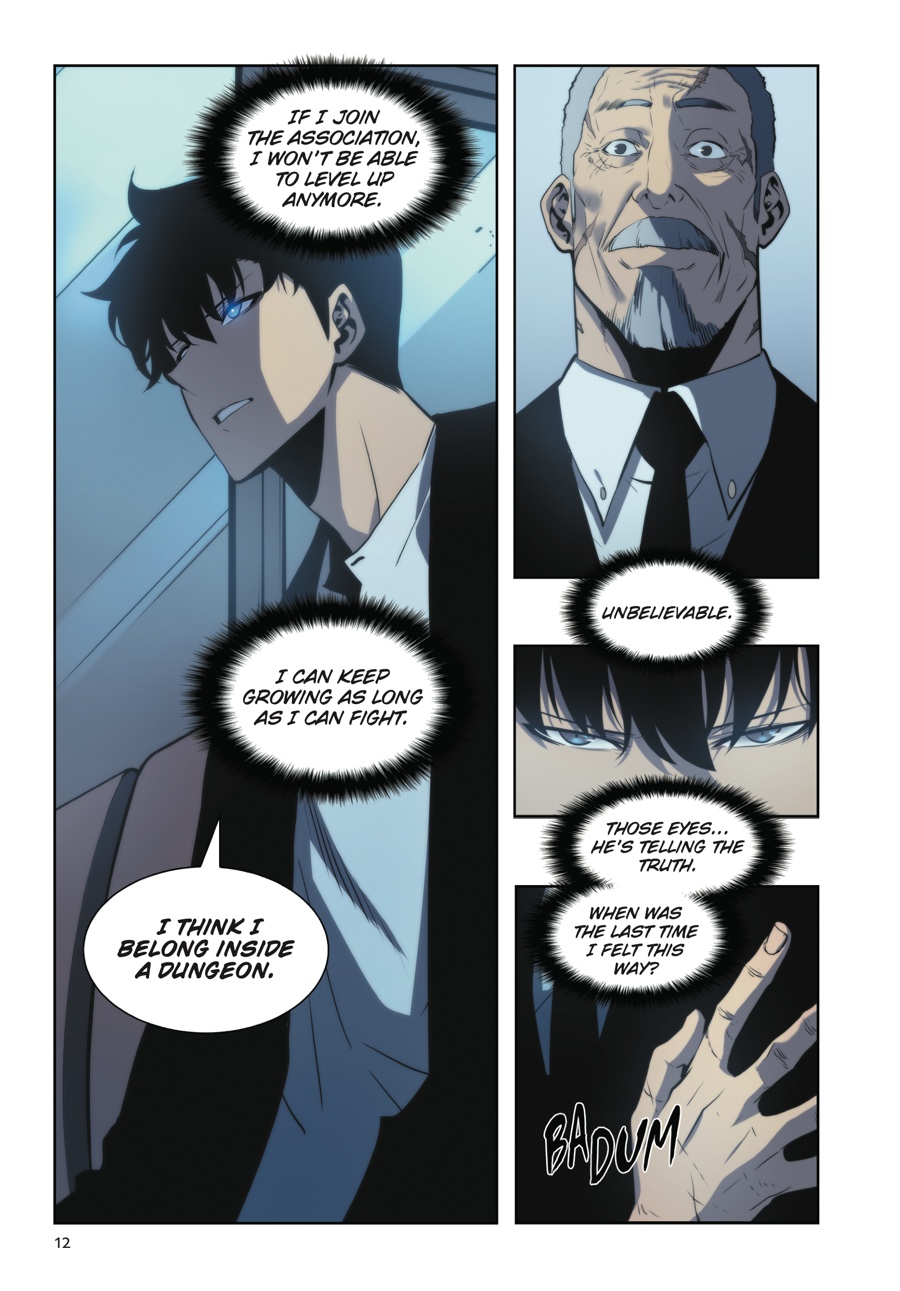 IF I JOIN
THE ASSOCIATION,
I WON'T BE ABLE
TO LEVEL UP
ANYMORE.
I CAN KEEP
GROWING AS LONG
AS I CAN FIGHT.
I THINK I
BELONG INSIDE
A DUNGEON.
UNBELIEVABLE.
THOSE EYES...
HE'S TELLING THE
TRUTH.
WHEN WAS
THE LAST TIME
I FELT THIS
WAY?
BADUM
12